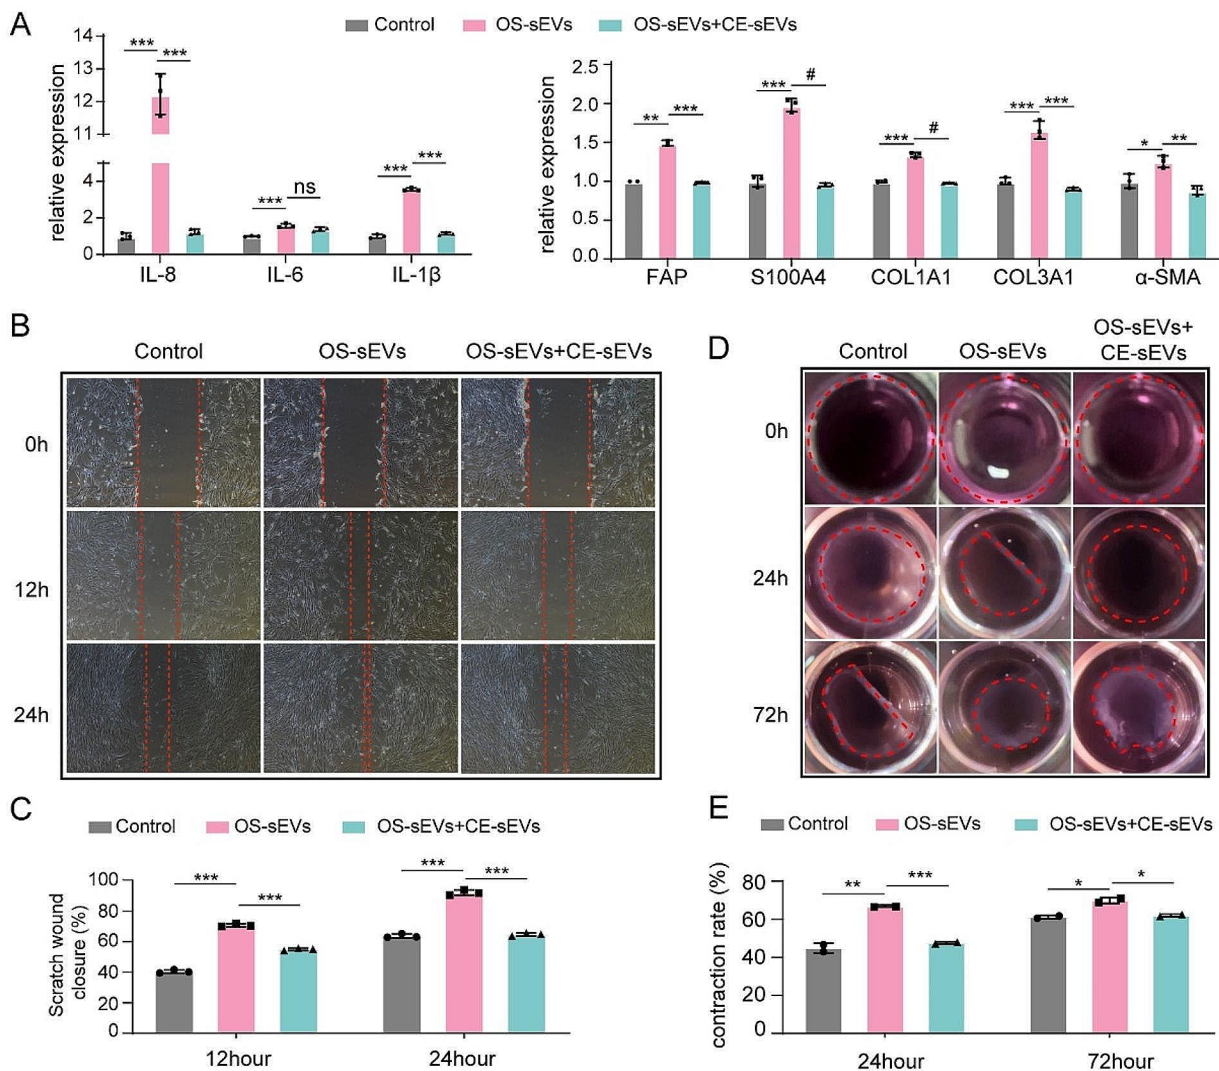 A
Control OS-sEVs OS-sEVs+CE-sEVs
relative expression
14
13
12
11
4
2
0
*** ***
*** ns
*** ***
IL-8 IL-6 IL-1β
relative expression
2.5
2.0
1.5
1.0
0.5
0.0
** ***
*** #
*** #
*** ***
* **
FAP S100A4 COL1A1 COL3A1 α-SMA
B
Control OS-sEVs OS-sEVs+CE-sEVs
0h
12h
24h
D
Control OS-sEVs OS-sEVs+
CE-sEVs
0h
24h
72h
C
Control OS-sEVs OS-sEVs+CE-sEVs
Scratch wound
closure (%)
100
80
60
40
20
0
*** ***
*** ***
12hour 24hour
E
Control OS-sEVs OS-sEVs+CE-sEVs
contraction rate (%)
80
60
40
20
0
** ***
* *
24hour 72hour